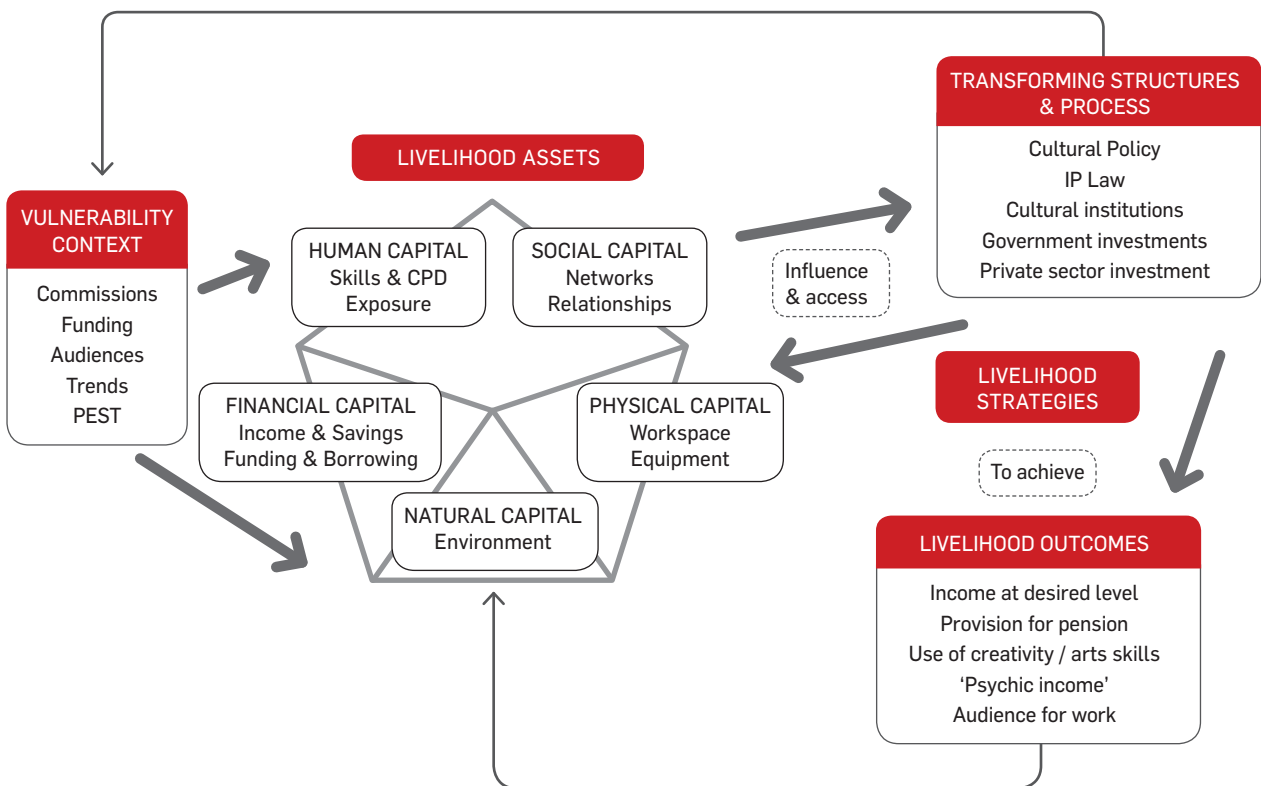 VULNERABILITY
CONTEXT
Commissions
Funding
Audiences
Trends
PEST
LIVELIHOOD ASSETS
HUMAN CAPITAL
Skills & CPD
Exposure
SOCIAL CAPITAL
Networks
Relationships
FINANCIAL CAPITAL
Income & Savings
Funding & Borrowing
PHYSICAL CAPITAL
Workspace
Equipment
NATURAL CAPITAL
Environment
Influence
& access
TRANSFORMING STRUCTURES
& PROCESS
Cultural Policy
IP Law
Cultural institutions
Government investments
Private sector investment
LIVELIHOOD
STRATEGIES
To achieve
LIVELIHOOD OUTCOMES
Income at desired level
Provision for pension
Use of creativity / arts skills
‘Psychic income’
Audience for work